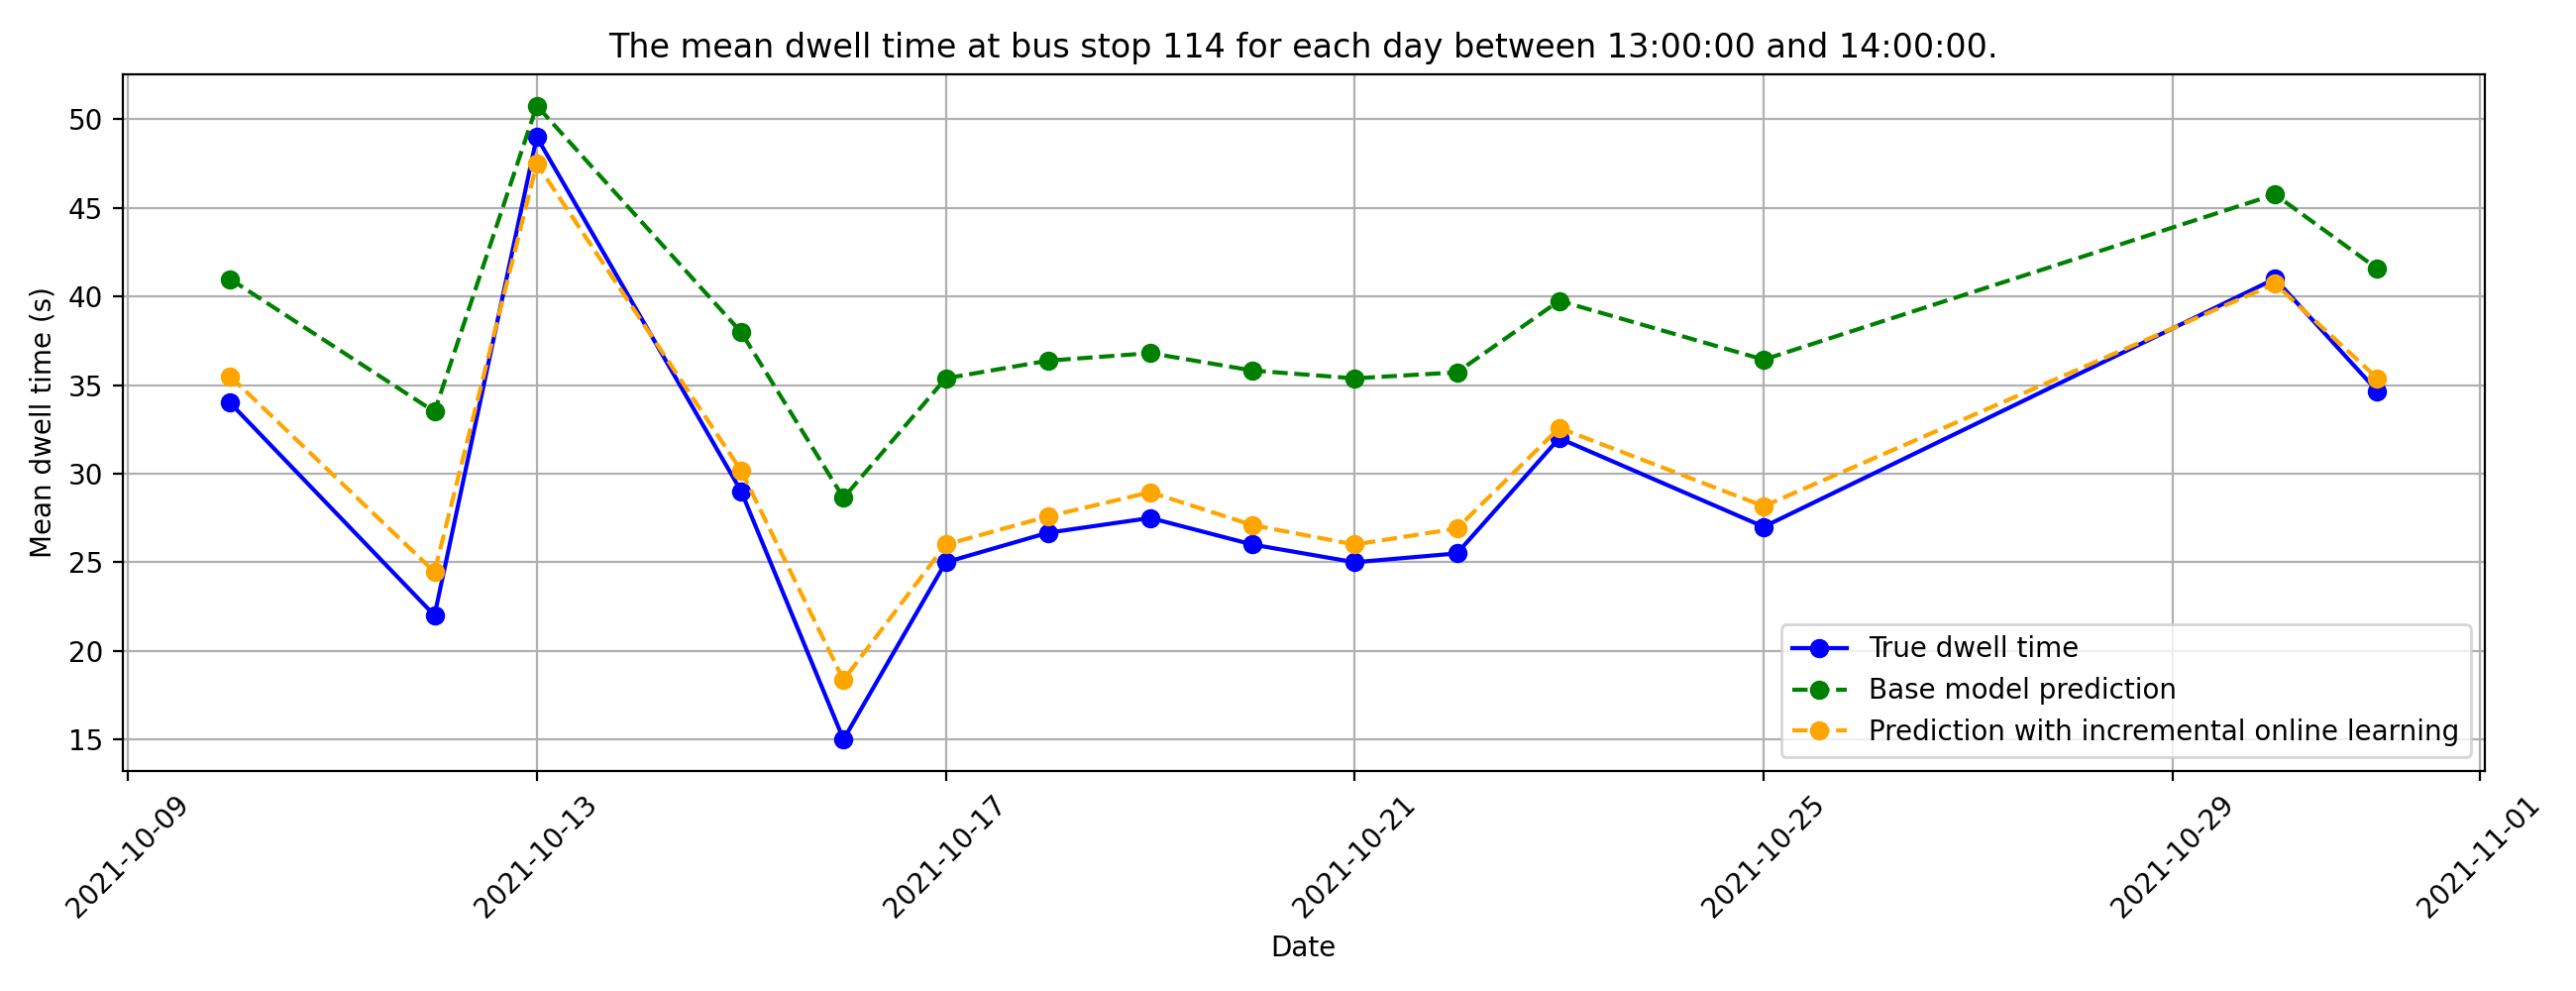 The mean dwell time at bus stop 114 for each day between 13:00:00 and 14:00:00.
Mean dwell time (s)
50
45
40
35
30
25
20
15
True dwell time
Base model prediction
Prediction with incremental online learning
2021-10-09
2021-10-13
2021-10-17
2021-10-21
2021-10-25
2021-10-29
2021-11-01
Date